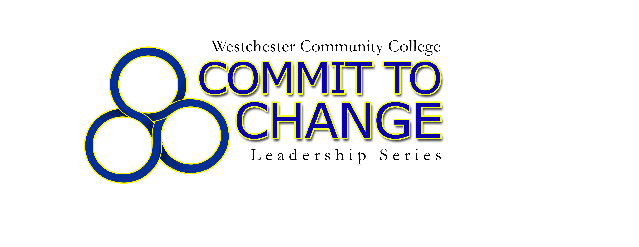 Westchester Community College
COMMIT TO
CHANGE
Leadership Series